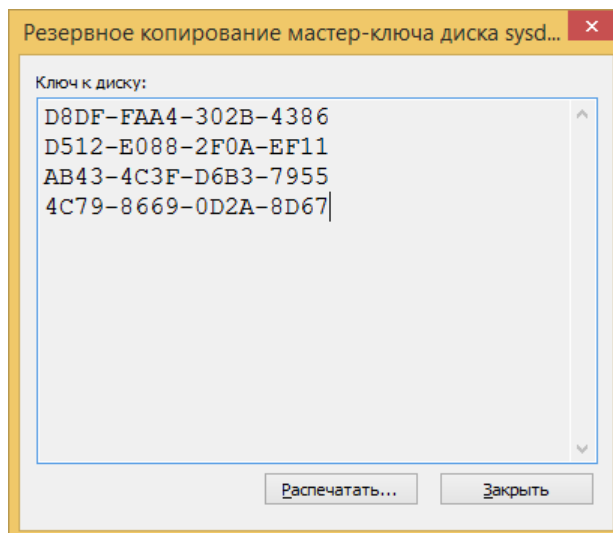 Резервное копирование мастер-ключа диска sysd...
Ключ к диску:
D8DF-FAA4-302B-4386
D512-E088-2F0A-EF11
AB43-4C3F-D6B3-7955
4C79-8669-0D2A-8D67
Распечатать... Закрыть